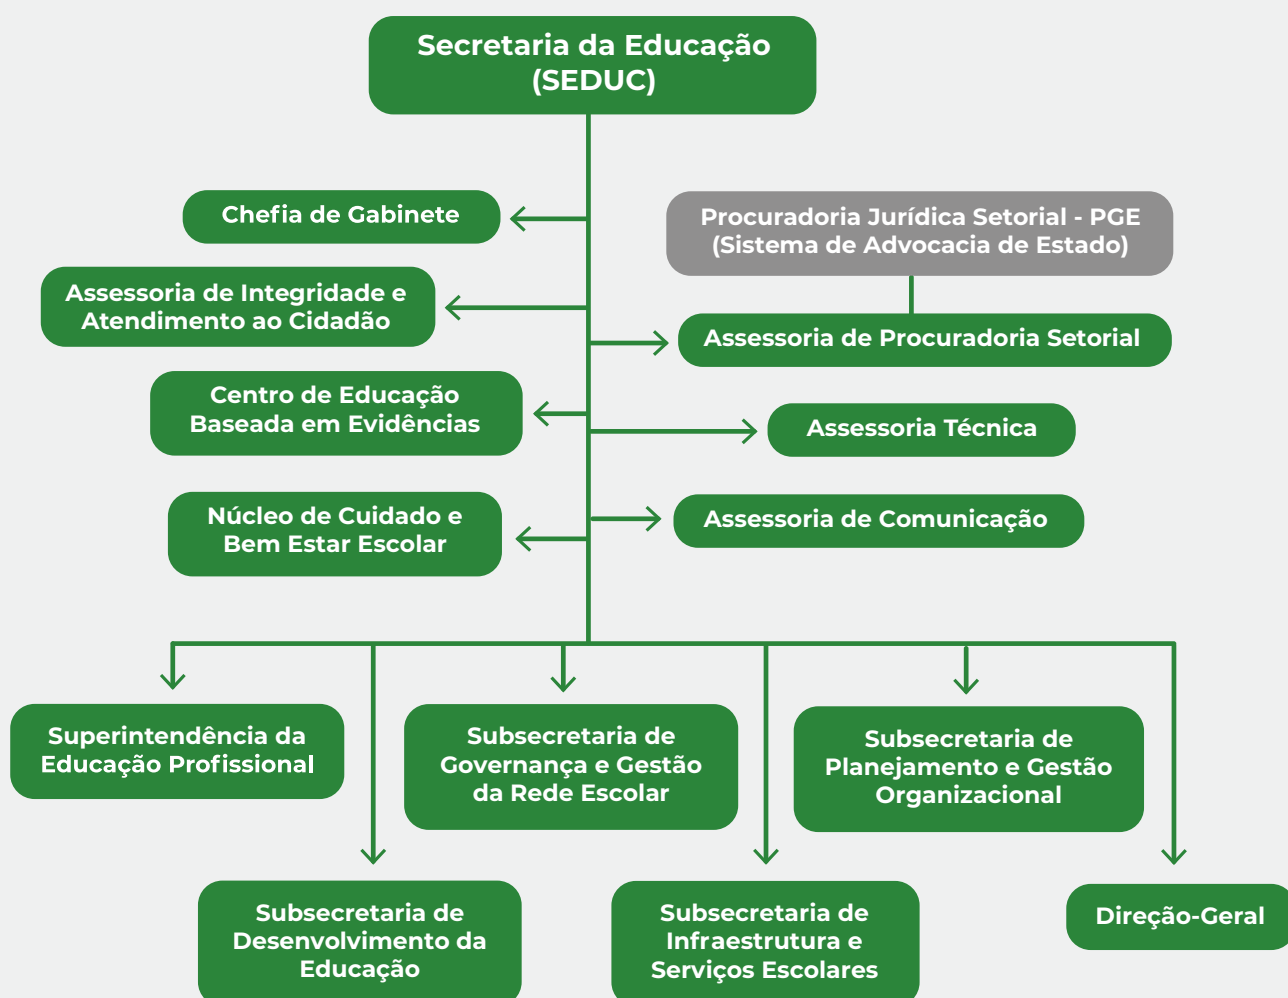 Secretaria da Educação
(SEDUC)
Chefia de Gabinete
Procuradoria Jurídica Setorial - PGE
(Sistema de Advocacia de Estado)
Assessoria de Integridade e
Atendimento ao Cidadão
Assessoria de Procuradoria Setorial
Centro de Educação
Baseada em Evidências
Assessoria Técnica
Núcleo de Cuidado e
Bem Estar Escolar
Assessoria de Comunicação
Superintendência da
Educação Profissional
Subsecretaria de
Governança e Gestão
da Rede Escolar
Subsecretaria de
Planejamento e Gestão
Organizacional
Subsecretaria de
Desenvolvimento da
Educação
Subsecretaria de
Infraestrutura e
Serviços Escolares
Direção-Geral